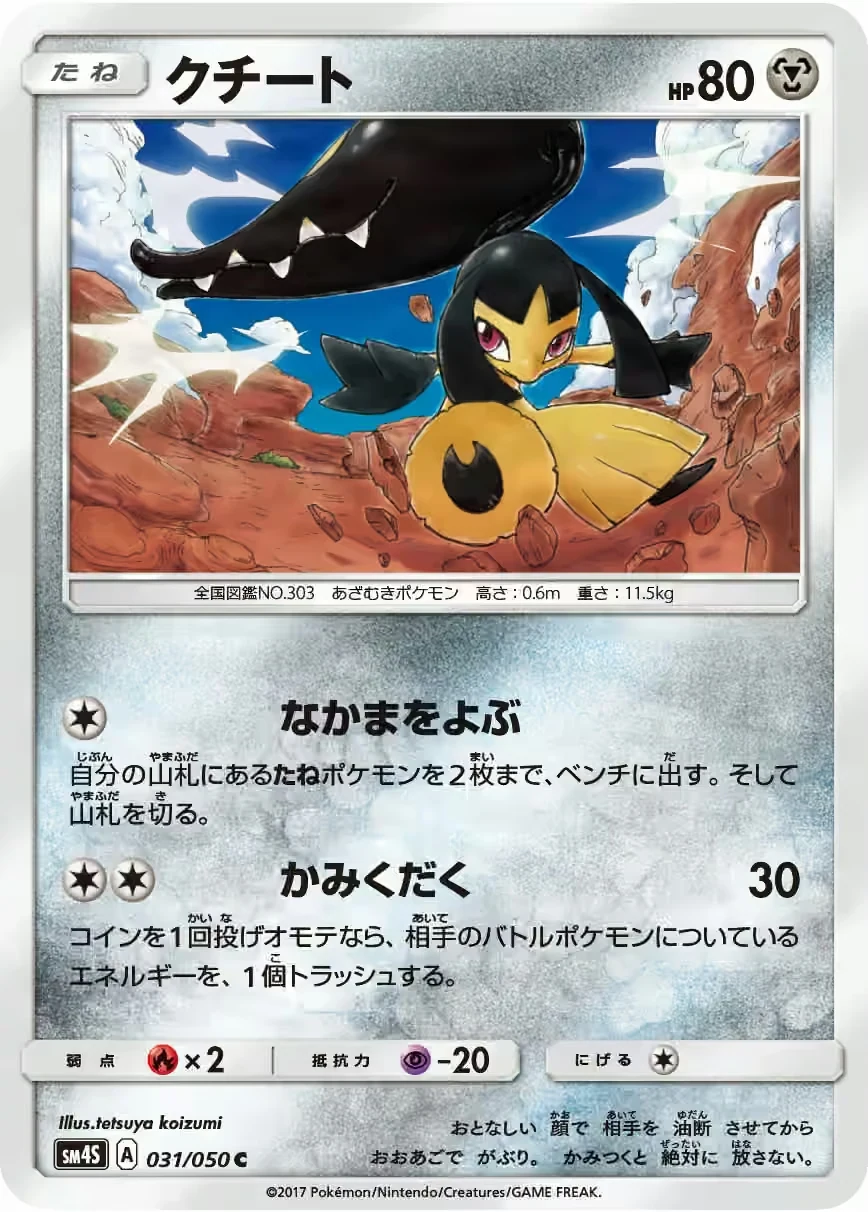 たね クチート HP80
全国図鑑NO.303 あざむきポケモン 高さ：0.6m 重さ：11.5kg
なかまをよぶ
自分の山札にあるたねポケモンを2枚まで、ベンチに出す。そして
山札を切る。
かみくだく 30
コインを1回投げオモテなら、相手のバトルポケモンについている
エネルギーを、1個トラッシュする。
弱点 ×2 抵抗力 -20 にげる
Illus.tetsuya koizumi
おとなしい 顔で 相手を 油断 させてから
おおあごで がぶり。 かみつくと 絶対に 放さない。
SM4S A 031/050 C
©2017 Pokémon/Nintendo/Creatures/GAME FREAK.